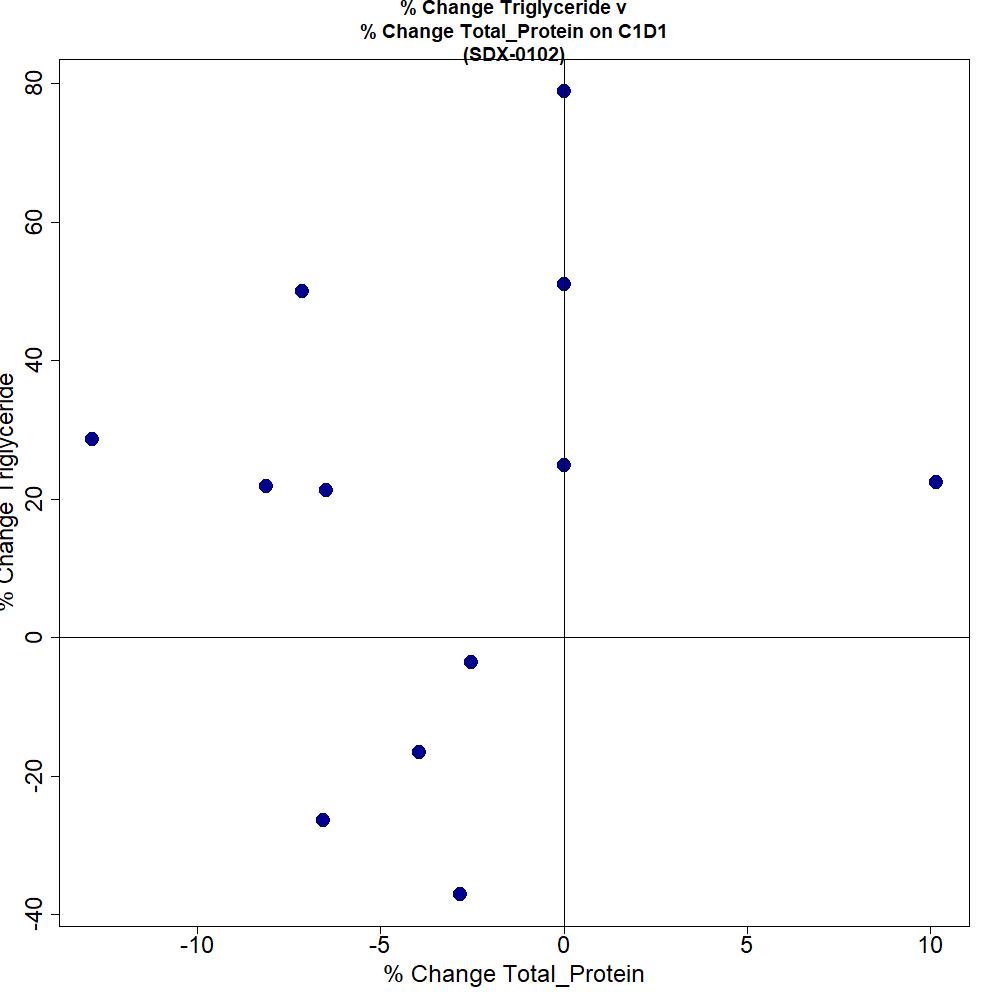 % Change Triglyceride v
% Change Total_Protein on C1D1
(SDX-0102)
% Change Triglyceride
80
60
40
20
0
-20
-40
-10
-5
0
5
10
% Change Total_Protein